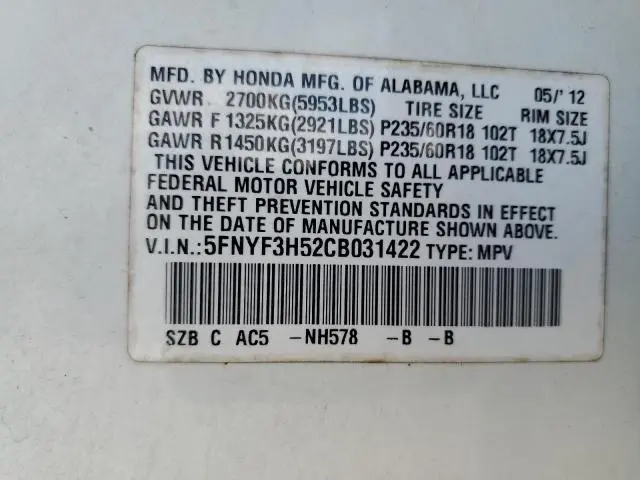 MFD. BY HONDA MFG. OF ALABAMA, LLC 05/'12
GVWR 2700KG(5953LBS) TIRE SIZE RIM SIZE
GAWR F 1325KG(2921LBS) P235/60R18 102T 18X7.5J
GAWR R1450KG(3197LBS) P235/60R18 102T 18X7.5J
THIS VEHICLE CONFORMS TO ALL APPLICABLE
FEDERAL MOTOR VEHICLE SAFETY
AND THEFT PREVENTION STANDARDS IN EFFECT
ON THE DATE OF MANUFACTURE SHOWN ABOVE.
V.I.N.:5FNYF3H52CB031422 TYPE: MPV
SZB C AC5 -NH578 -B -B